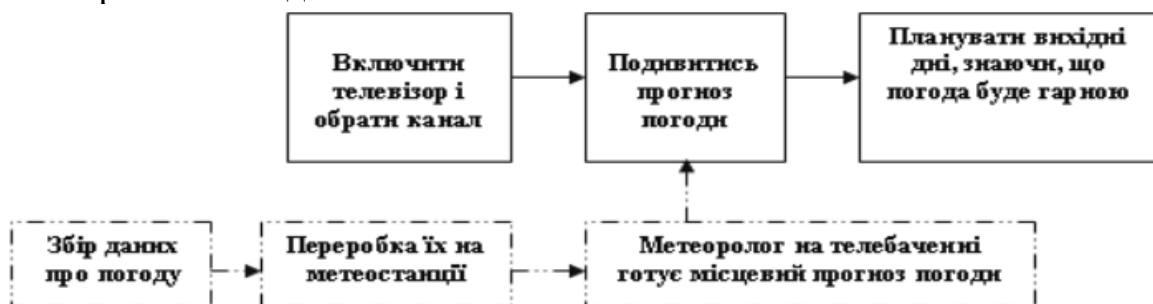 Включити
телевізор і
обрати канал
Подивитись
прогноз
погоди
Планувати вихідні
дні, знаючи, що
погода буде гарною
Збір даних
про погоду
Переробка їх на
метеостанції
Метеоролог на телебаченні
готує місцевий прогноз погоди